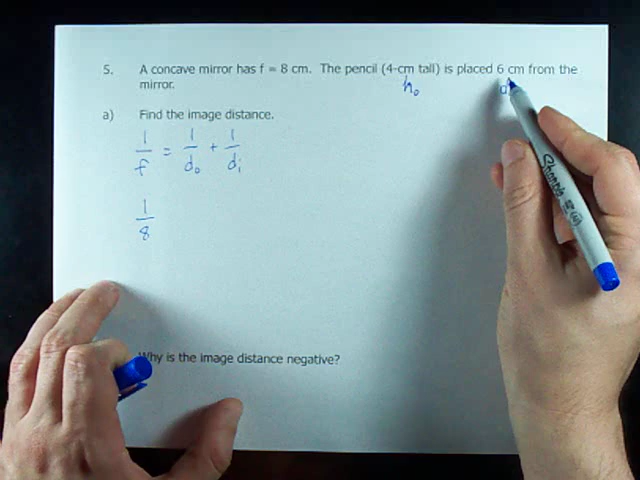 5. A concave mirror has f = 8 cm. The pencil (4-cm tall) is placed 6 cm from the
mirror.
h₀
a) Find the image distance.
1/f = 1/d₀ + 1/dᵢ
1/8
Why is the image distance negative?
Sharpie